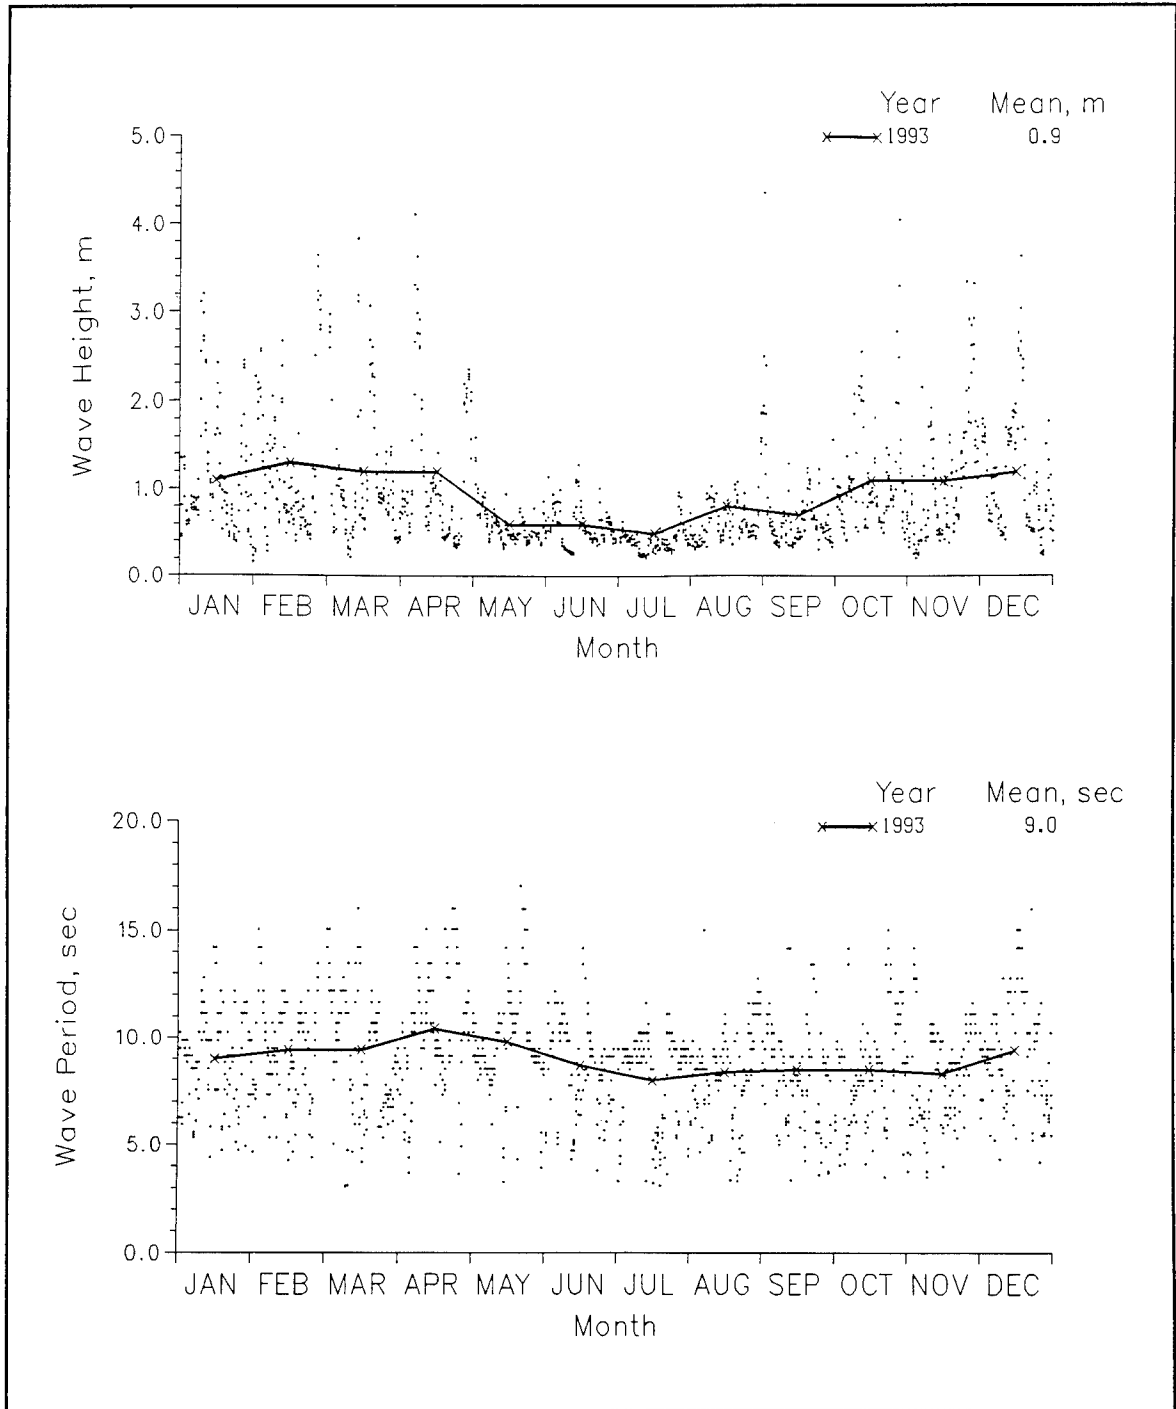 Year Mean, m
1993 0.9
5.0
4.0
3.0
2.0
1.0
0.0
Wave Height, m
JAN FEB MAR APR MAY JUN JUL AUG SEP OCT NOV DEC
Month
Year Mean, sec
1993 9.0
20.0
15.0
10.0
5.0
0.0
Wave Period, sec
JAN FEB MAR APR MAY JUN JUL AUG SEP OCT NOV DEC
Month